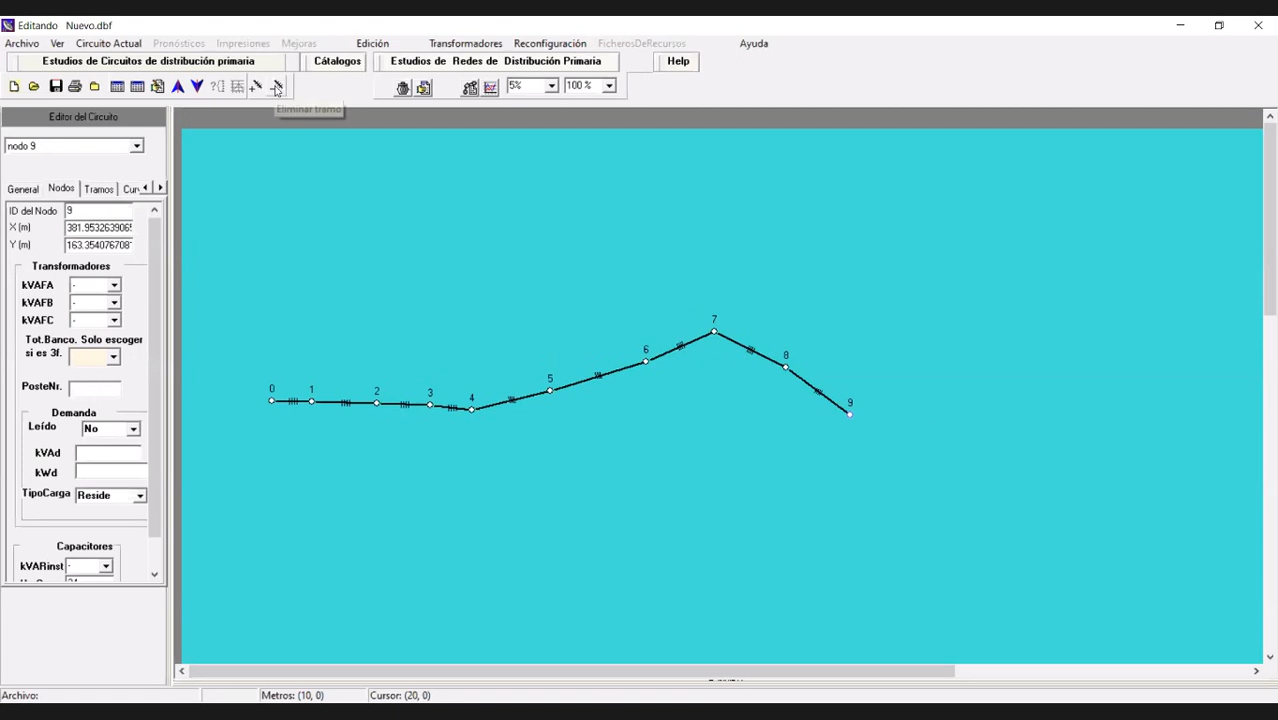 Editando Nuevo.dbf
Archivo Ver Circuito Actual Pronósticos Impresiones Mejoras Edición Transformadores Reconfiguración FicherosDeRecursos Ayuda
Estudios de Circuitos de distribución primaria Cátalogos Estudios de Redes de Distribución Primaria Help
5% 100 %
Eliminar tramo
Editor del Circuito
nodo 9
General Nodos Tramos Cur
ID del Nodo 9
X (m) 381.9532639065
Y (m) 163.3540767087
Transformadores
kVAFA -
kVAFB -
kVAFC -
Tot.Banco. Solo escoger
si es 3f.
PosteNr.
Demanda
Leído No
kVAd
kWd
TipoCarga Reside
Capacitores
kVARinst -
7
6
8
5
0 1 2 3 4
9
Archivo: Metros: (10, 0) Cursor: (20, 0)